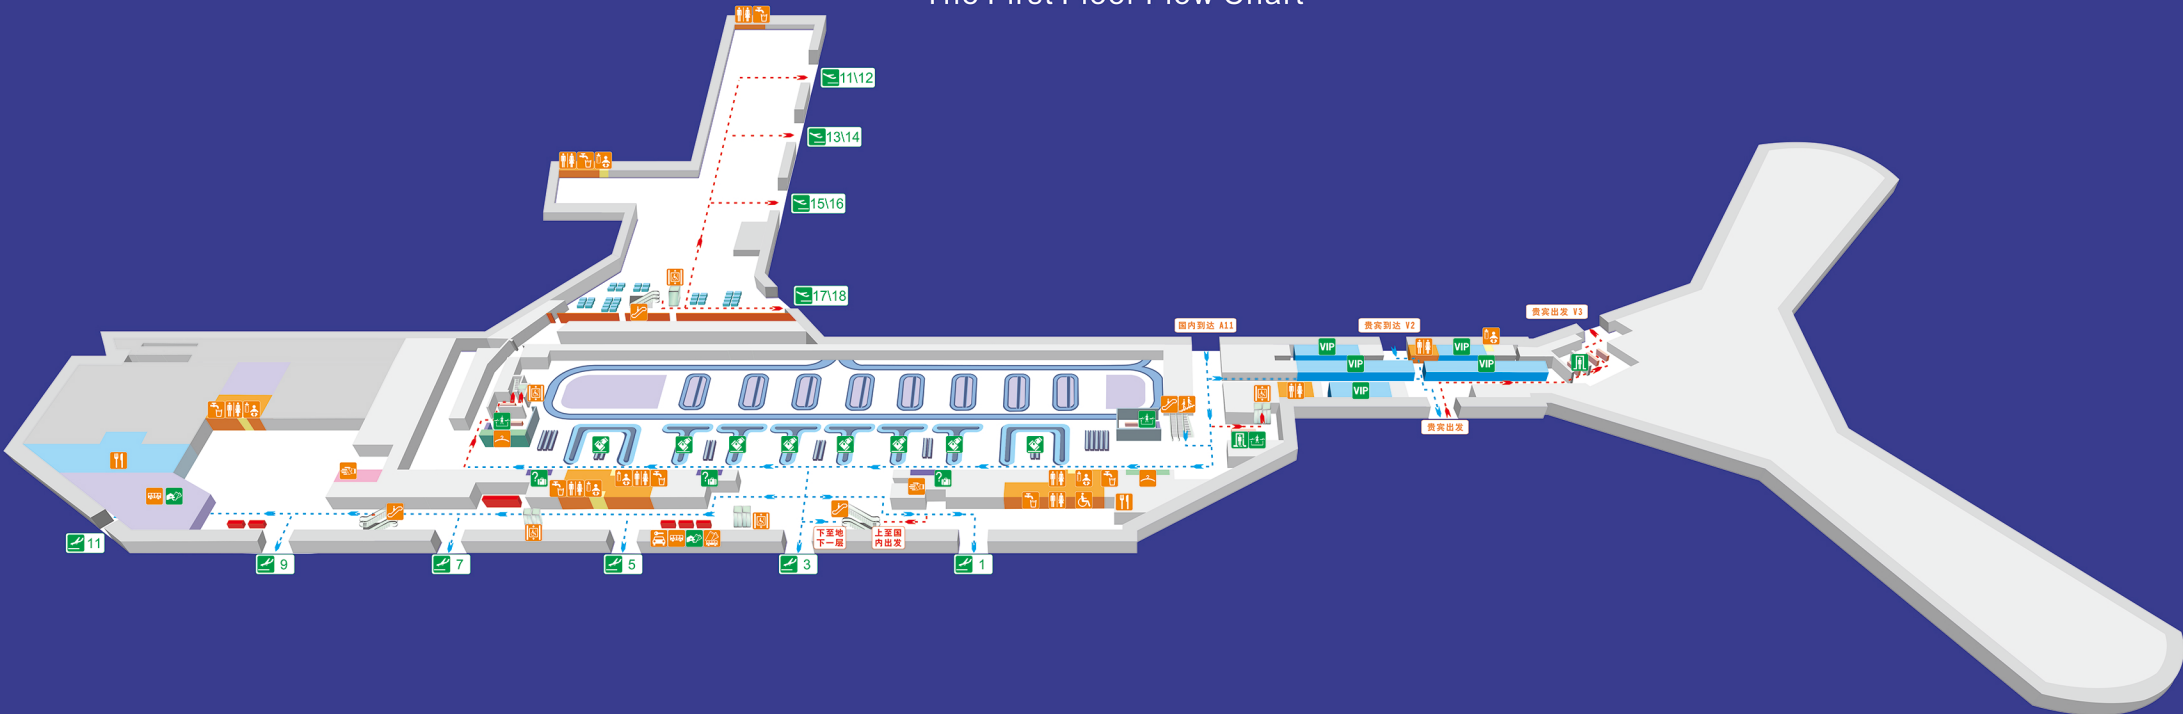 The First Floor Flow Chart
11\12
13\14
15\16
17\18
国内到达 A11
贵宾到达 V2
贵宾出发 V3
VIP
VIP
VIP
VIP
VIP
贵宾出发
下至地
下一层
上至国
内出发
11
9
7
5
3
1